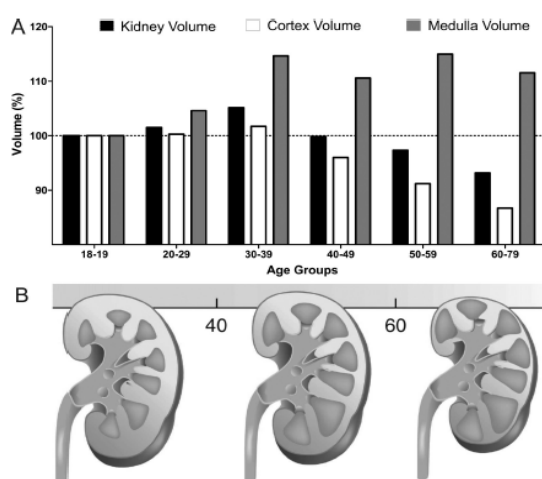 A
120
Kidney Volume
Cortex Volume
Medulla Volume
110
100
90
Volume (%)
18-19
20-29
30-39
40-49
50-59
60-79
Age Groups
B
40
60